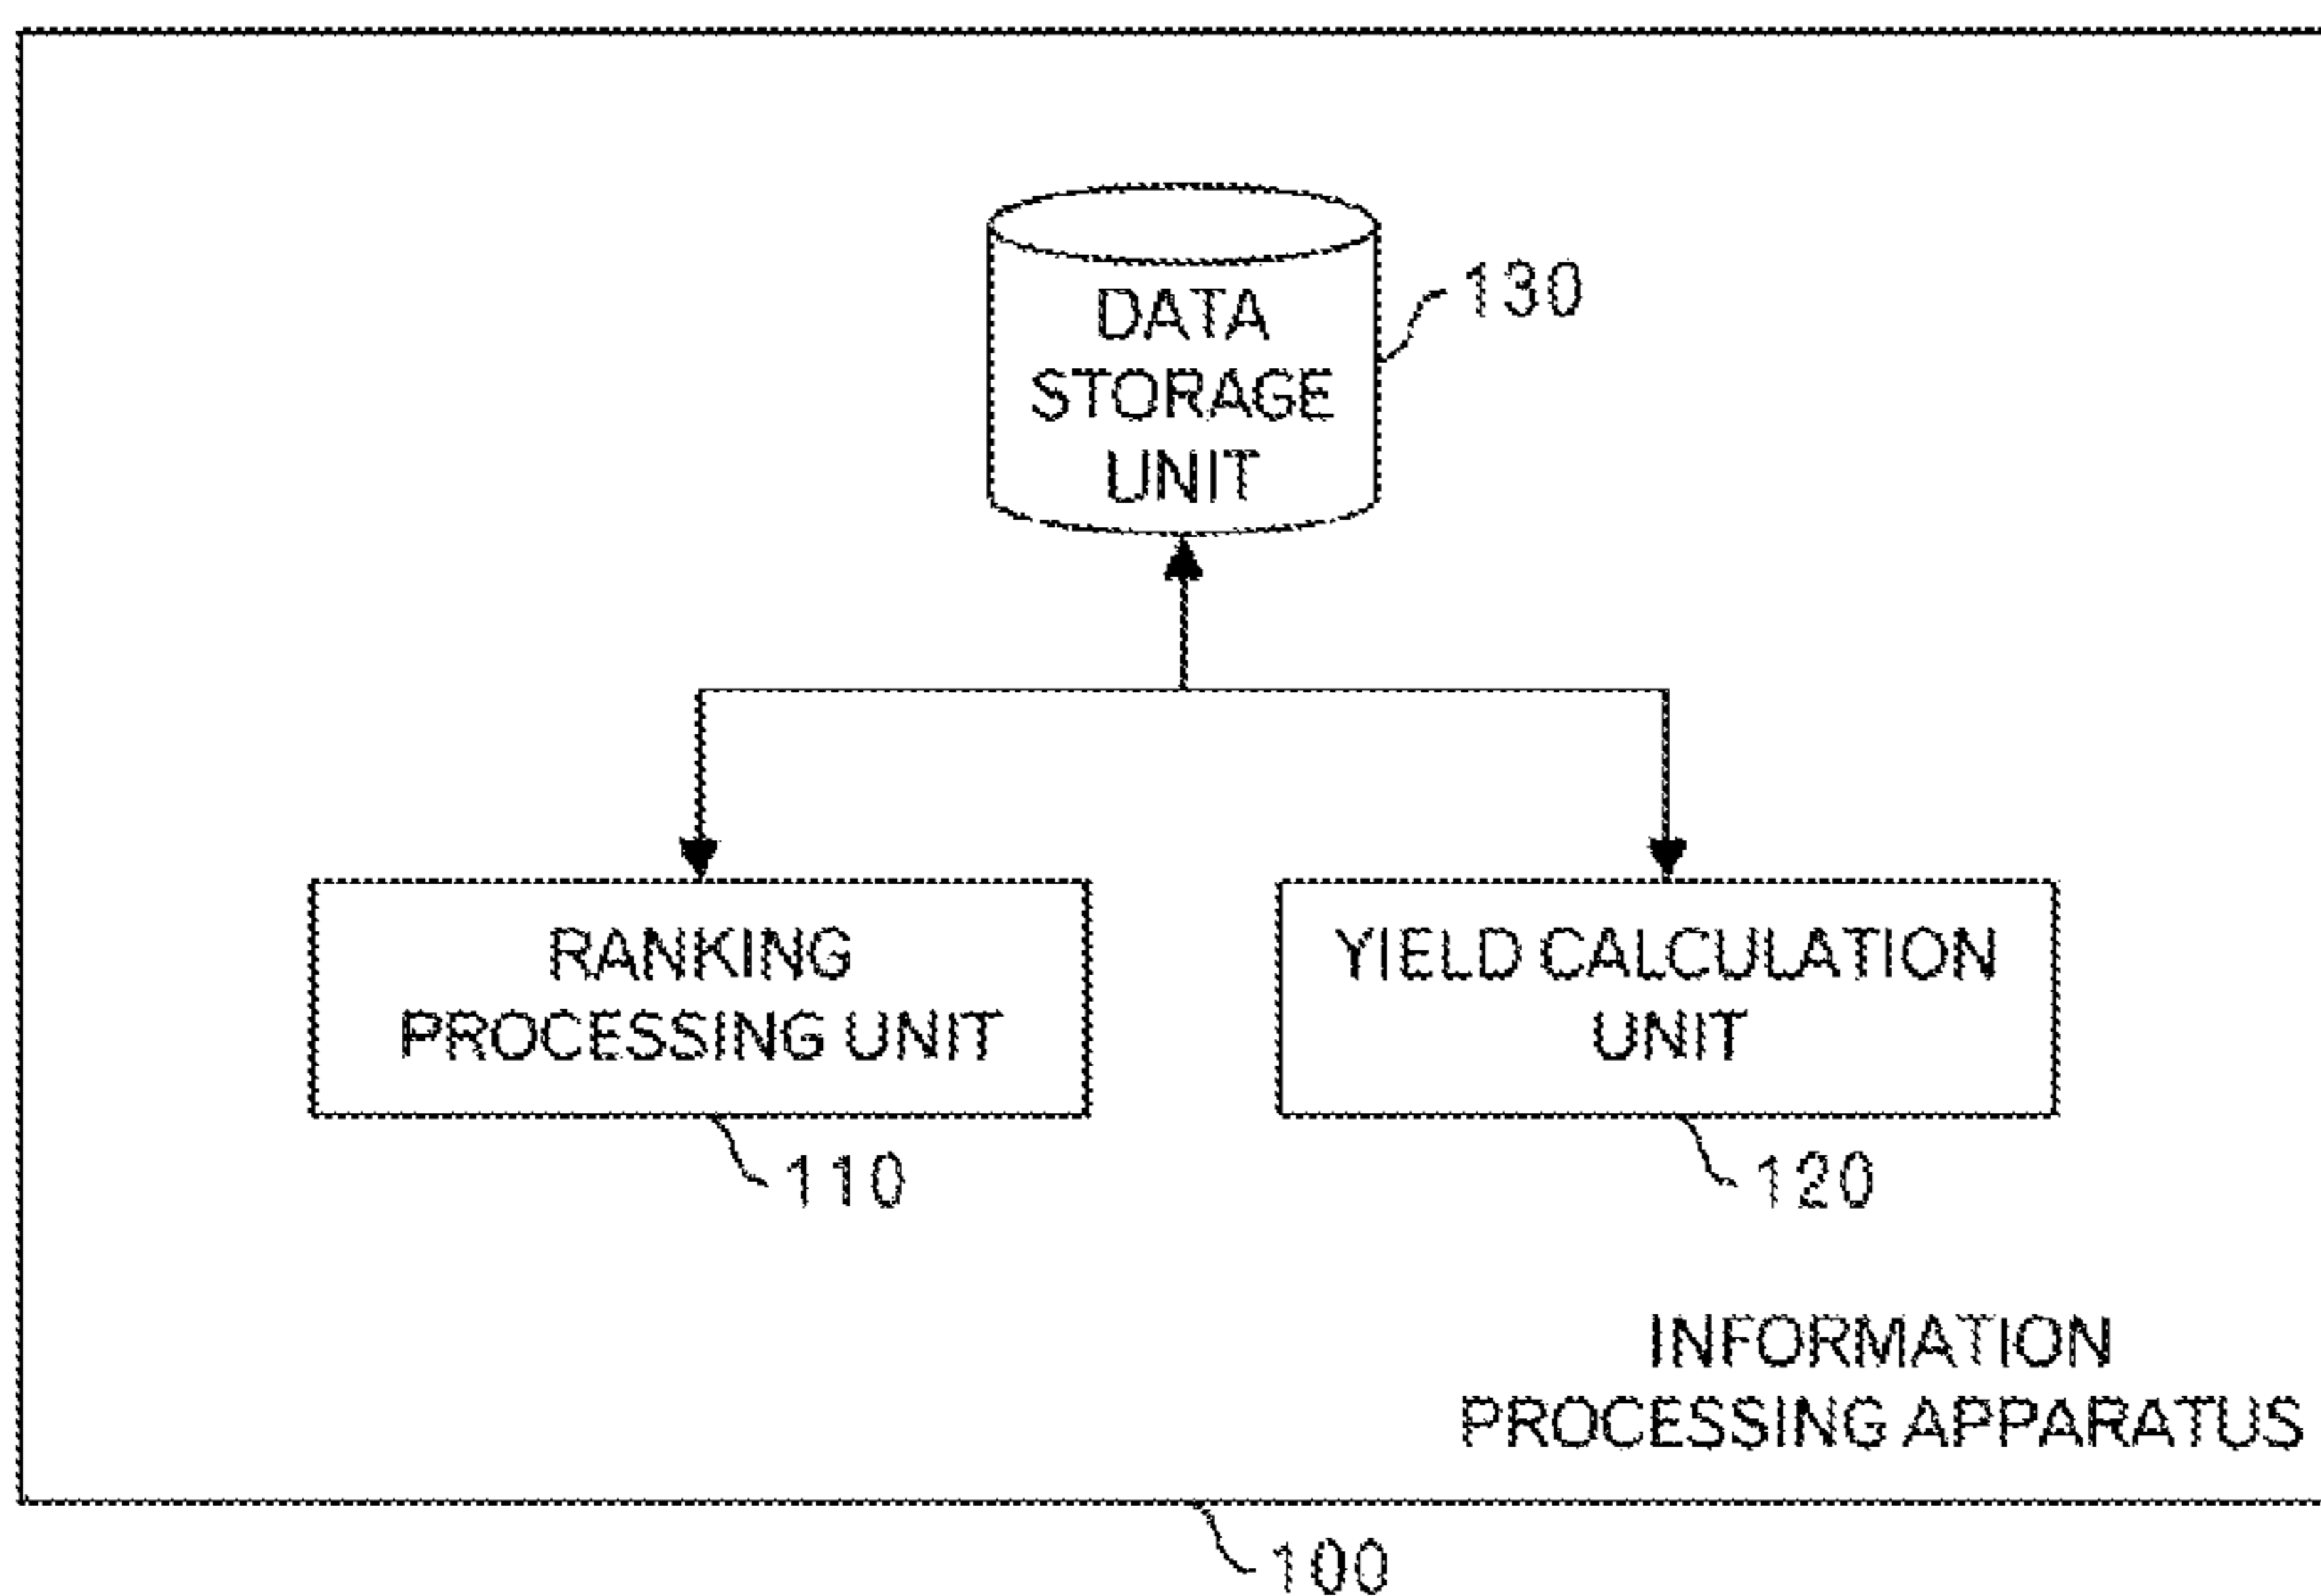 DATA
STORAGE
UNIT
130
RANKING
PROCESSING UNIT
110
YIELD CALCULATION
UNIT
120
INFORMATION
PROCESSING APPARATUS
100